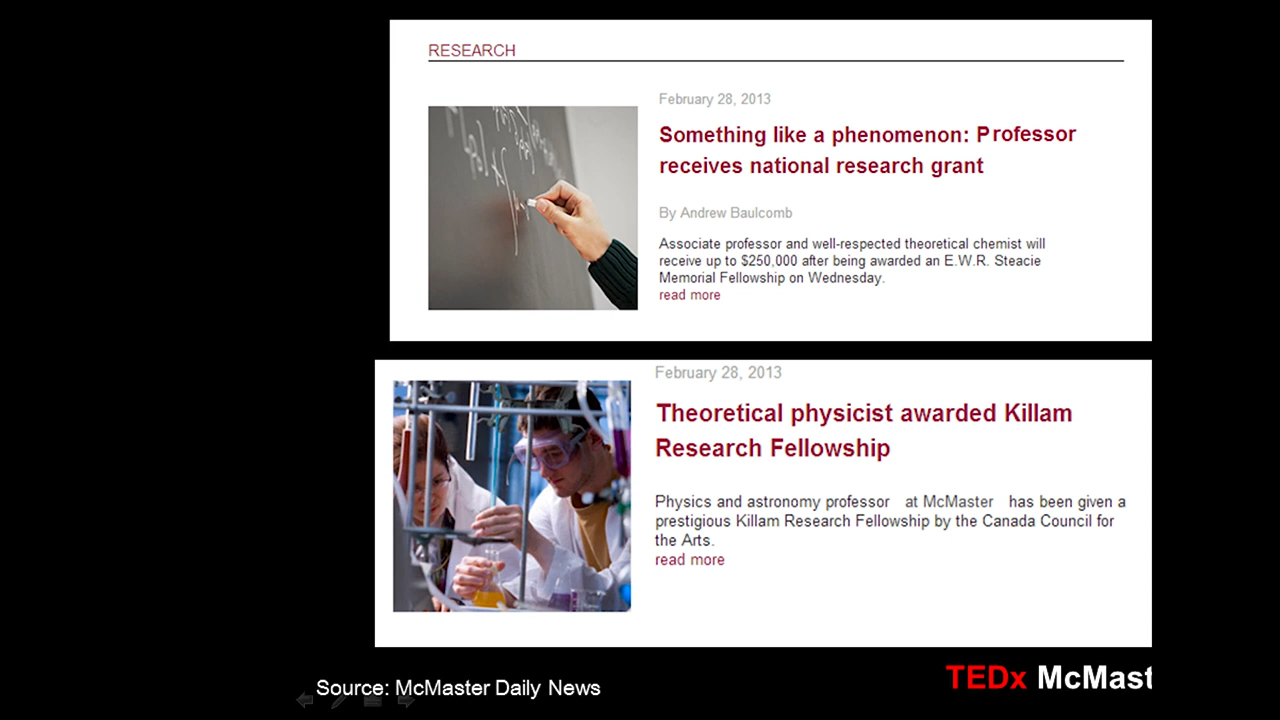 RESEARCH
February 28, 2013
Something like a phenomenon: Professor
receives national research grant
By Andrew Baulcomb
Associate professor and well-respected theoretical chemist will
receive up to $250,000 after being awarded an E.W.R. Steacie
Memorial Fellowship on Wednesday.
read more
February 28, 2013
Theoretical physicist awarded Killam
Research Fellowship
Physics and astronomy professor at McMaster has been given a
prestigious Killam Research Fellowship by the Canada Council for
the Arts.
read more
Source: McMaster Daily News
TEDx McMast